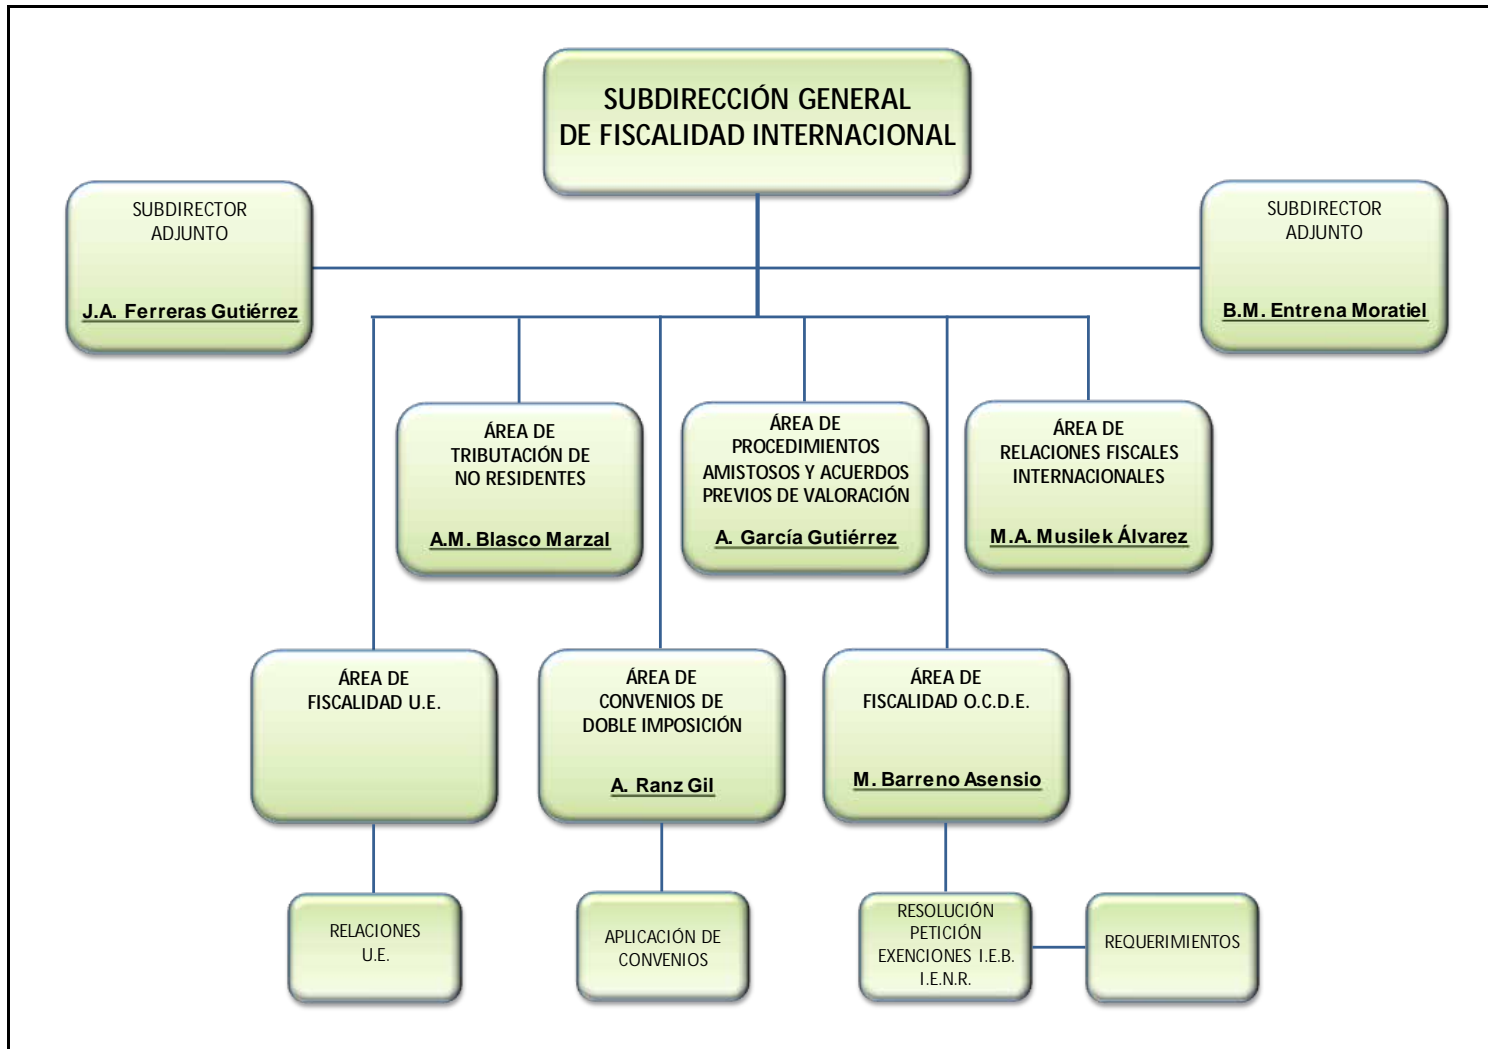 SUBDIRECCIÓN GENERAL
DE FISCALIDAD INTERNACIONAL
SUBDIRECTOR
ADJUNTO
J.A. Ferreras Gutiérrez
SUBDIRECTOR
ADJUNTO
B.M. Entrena Moratiel
ÁREA DE
TRIBUTACIÓN DE
NO RESIDENTES
A.M. Blasco Marzal
ÁREA DE
PROCEDIMIENTOS
AMISTOSOS Y ACUERDOS
PREVIOS DE VALORACIÓN
A. García Gutiérrez
ÁREA DE
RELACIONES FISCALES
INTERNACIONALES
M.A. Musilek Álvarez
ÁREA DE
FISCALIDAD U.E.
ÁREA DE
CONVENIOS DE
DOBLE IMPOSICIÓN
A. Ranz Gil
ÁREA DE
FISCALIDAD O.C.D.E.
M. Barreno Asensio
RELACIONES
U.E.
APLICACIÓN DE
CONVENIOS
RESOLUCIÓN
PETICIÓN
EXENCIONES I.E.B.
I.E.N.R.
REQUERIMIENTOS